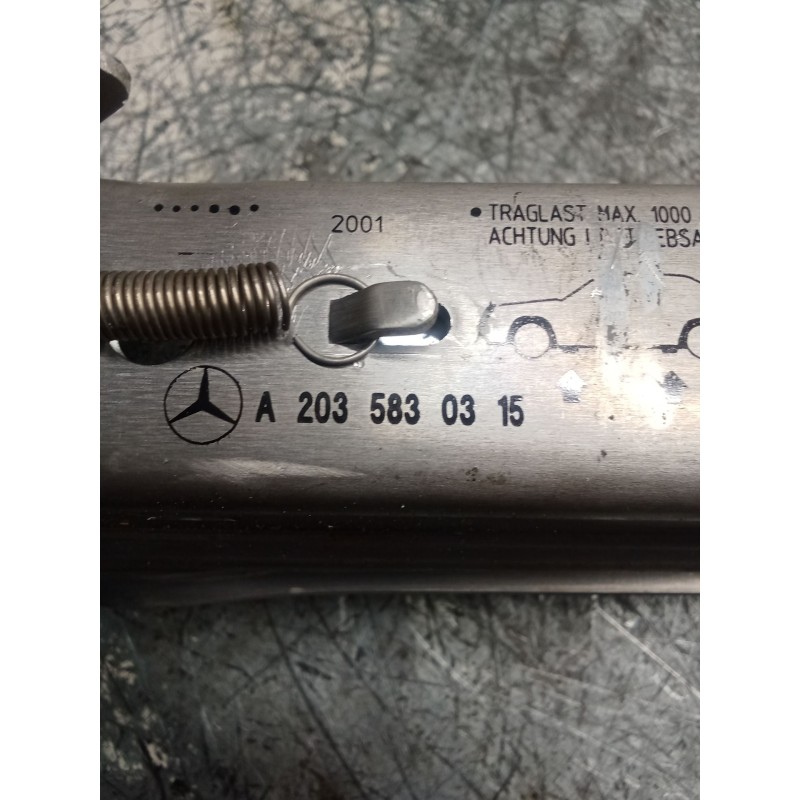 2001
• TRAGLAST MAX. 1000
ACHTUNG
A 203 583 03 15